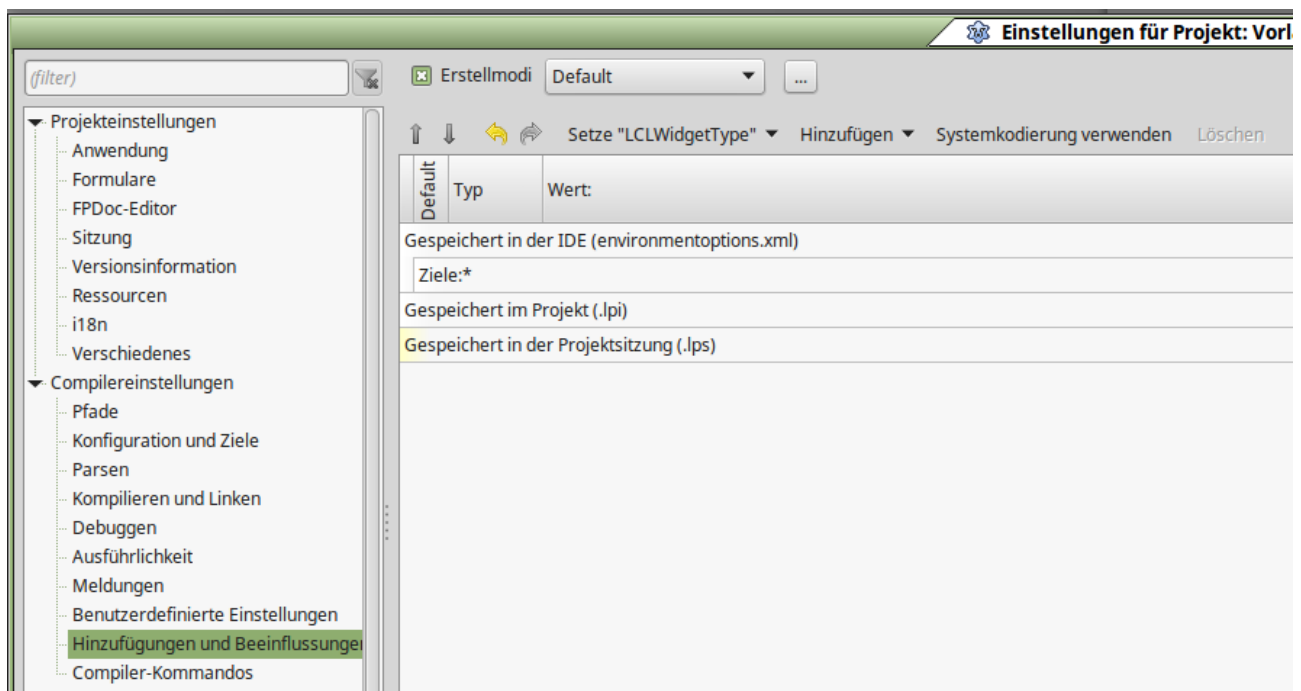 Einstellungen für Projekt: Vorl
(filter)
Erstellmodi Default ...
Projekteinstellungen
Anwendung
Formulare
FPDoc-Editor
Sitzung
Versionsinformation
Ressourcen
i18n
Verschiedenes
Compilereinstellungen
Pfade
Konfiguration und Ziele
Parsen
Kompilieren und Linken
Debuggen
Ausführlichkeit
Meldungen
Benutzerdefinierte Einstellungen
Hinzufügungen und Beeinflussunge
Compiler-Kommandos
Setze "LCLWidgetType" Hinzufügen Systemkodierung verwenden Löschen
Default Typ Wert:
Gespeichert in der IDE (environmentoptions.xml)
Ziele:*
Gespeichert im Projekt (.lpi)
Gespeichert in der Projektsitzung (.lps)